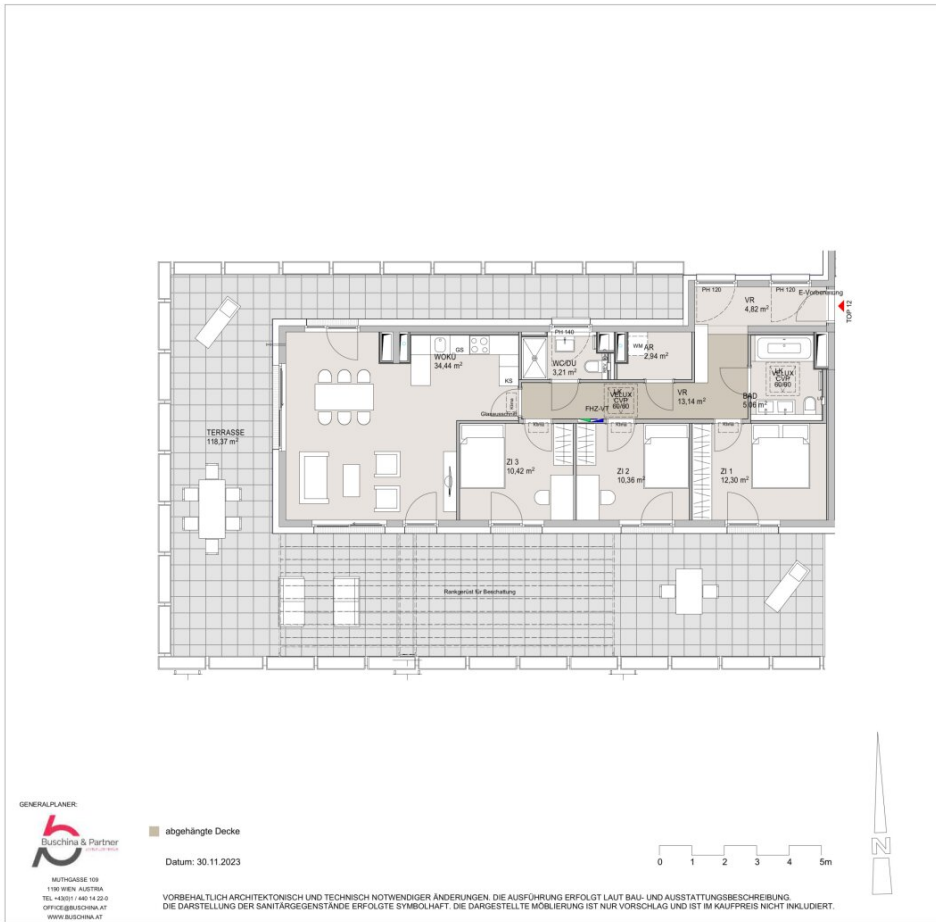 PH 120
PH 120
E-Vorbereitung
VR
4,82 m²
TOP 12
PH 140
GS
WOKÜ
34,44 m²
WC/DU
3,21 m²
WM
AR
2,94 m²
KS
VELUX
CVP
60/60
VR
13,14 m²
VELUX
CVP
60/60
BAD
5,06 m²
FHZ-VT
TERRASSE
118,37 m²
ZI 3
10,42 m²
ZI 2
10,36 m²
ZI 1
12,30 m²
Rankgerüst für Beschattung
GENERALPLANER:
Buschina & Partner
MUTHGASSE 109
1190 WIEN AUSTRIA
TEL +43(0)1 / 440 14 22-0
OFFICE@BUSCHINA.AT
WWW.BUSCHINA.AT
abgehängte Decke
Datum: 30.11.2023
0 1 2 3 4 5m
N
VORBEHALTLICH ARCHITEKTONISCH UND TECHNISCH NOTWENDIGER ÄNDERUNGEN. DIE AUSFÜHRUNG ERFOLGT LAUT BAU- UND AUSSTATTUNGSBESCHREIBUNG.
DIE DARSTELLUNG DER SANITÄRGEGENSTÄNDE ERFOLGTE SYMBOLHAFT. DIE DARGESTELLTE MÖBLIERUNG IST NUR VORSCHLAG UND IST IM KAUFPREIS NICHT INKLUDIERT.